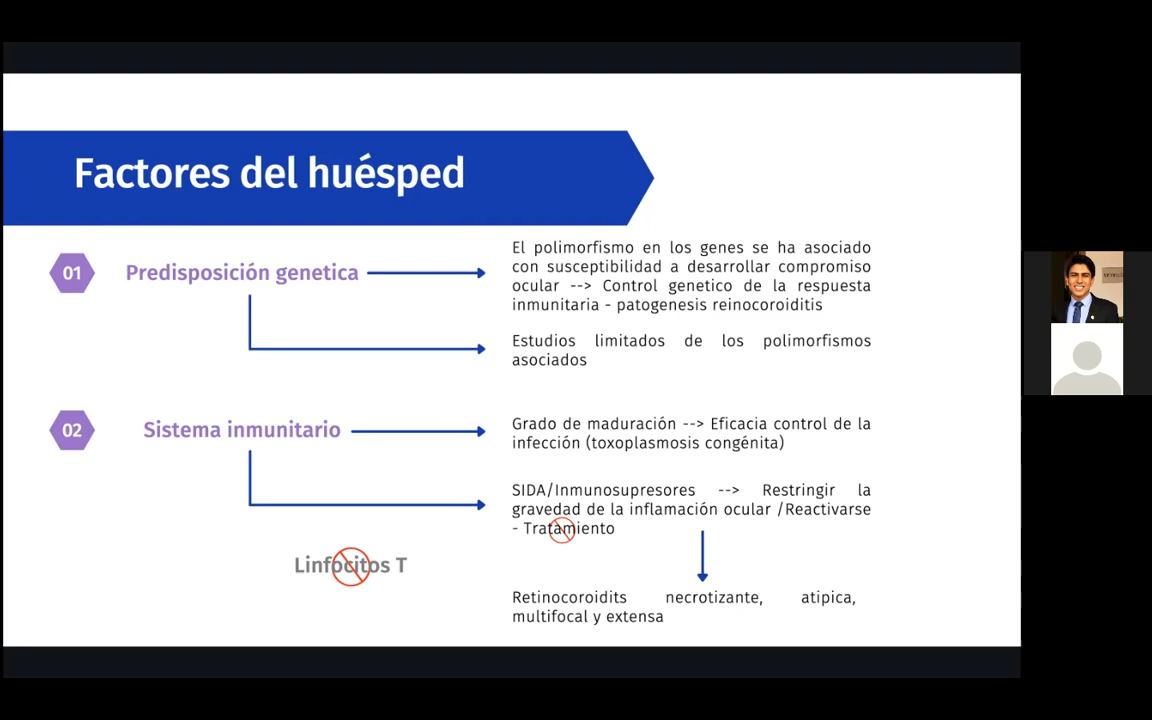 Factores del huésped
01
Predisposición genetica
El polimorfismo en los genes se ha asociado
con susceptibilidad a desarrollar compromiso
ocular --> Control genetico de la respuesta
inmunitaria - patogenesis reinocoroiditis
Estudios limitados de los polimorfismos
asociados
02
Sistema inmunitario
Grado de maduración --> Eficacia control de la
infección (toxoplasmosis congénita)
SIDA/Inmunosupresores --> Restringir la
gravedad de la inflamación ocular /Reactivarse
- Tratamiento
Linfocitos T
Retinocoroidits necrotizante, atipica,
multifocal y extensa